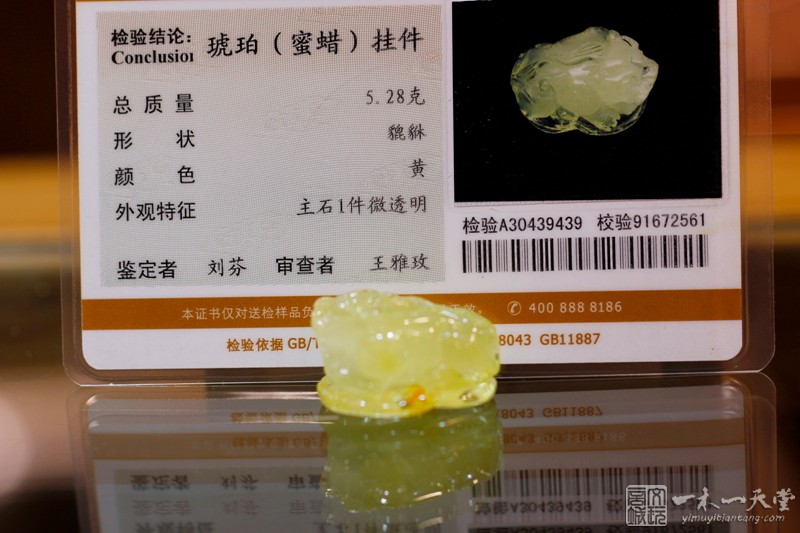 检验结论： 琥珀（蜜蜡）挂件
Conclusion
总质量 5.28克
形状 貔貅
颜色 黄
外观特征 主石1件微透明
鉴定者 刘芬 审查者 王雅玫
检验A30439439 校验91672561
本证书仅对送检样品负 效。 400 888 8186
检验依据 GB/T 8043 GB11887
一木一天堂
yimuyitiantang.com